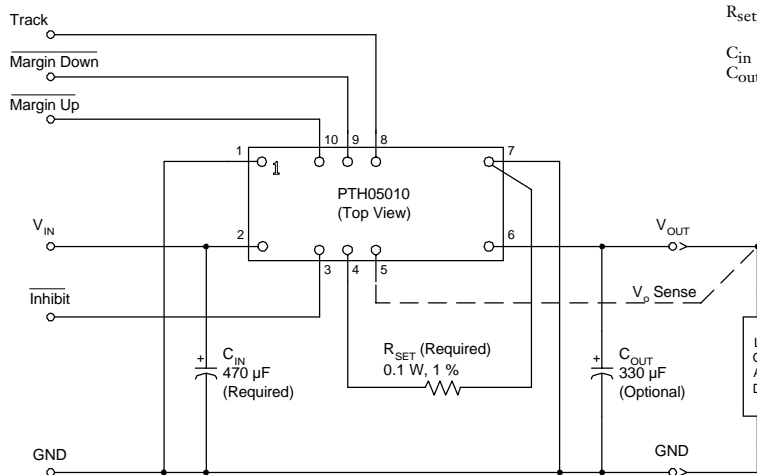 Track
R_set
Margin Down
C_in
C_out
Margin Up
10 9 8
1
1
7
PTH05010
(Top View)
V_IN
2
6
V_OUT
3 4 5
Inhibit
V_o Sense
+
C_IN
470 µF
(Required)
R_SET (Required)
0.1 W, 1 %
+
C_OUT
330 µF
(Optional)
L
O
A
D
GND
GND